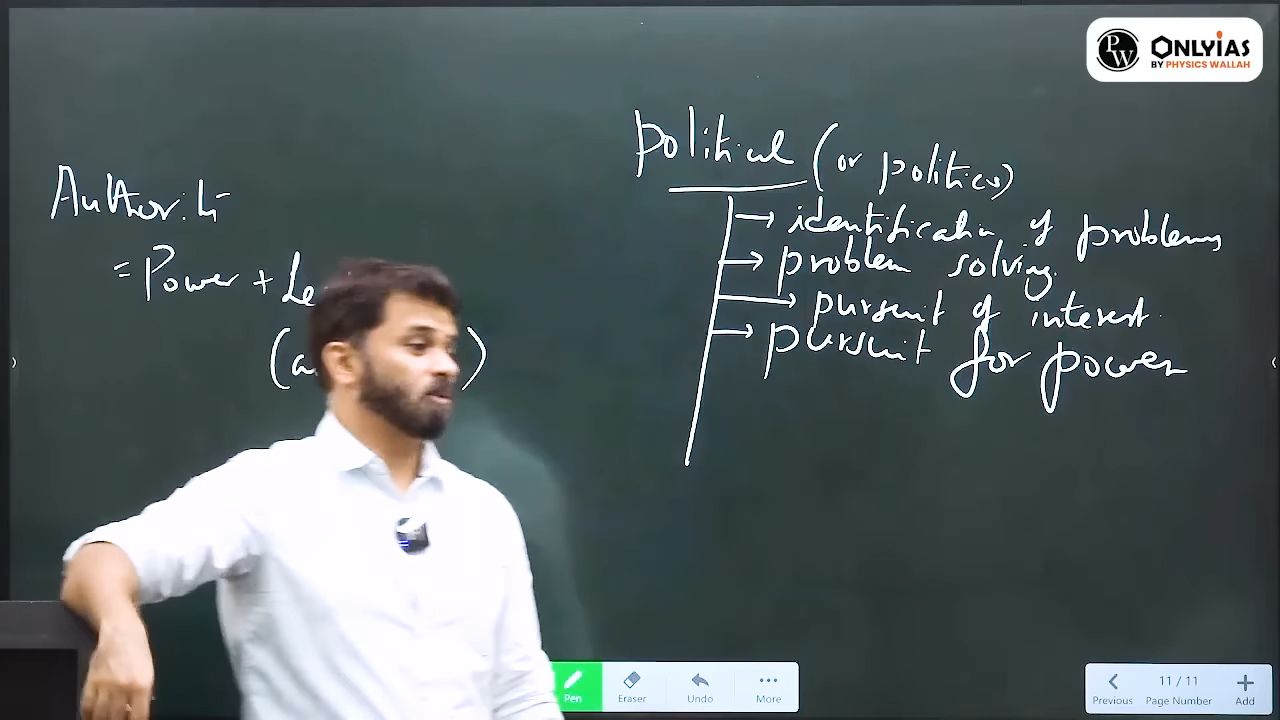 PW ONLYIAS
BY PHYSICS WALLAH
Authority
= Power + Le
(a )
political (or politics)
identification of problems
problem solving
pursuit of interest
pursuit for power
Pen
Eraser
Undo
More
Previous
11 / 11
Page Number
Add